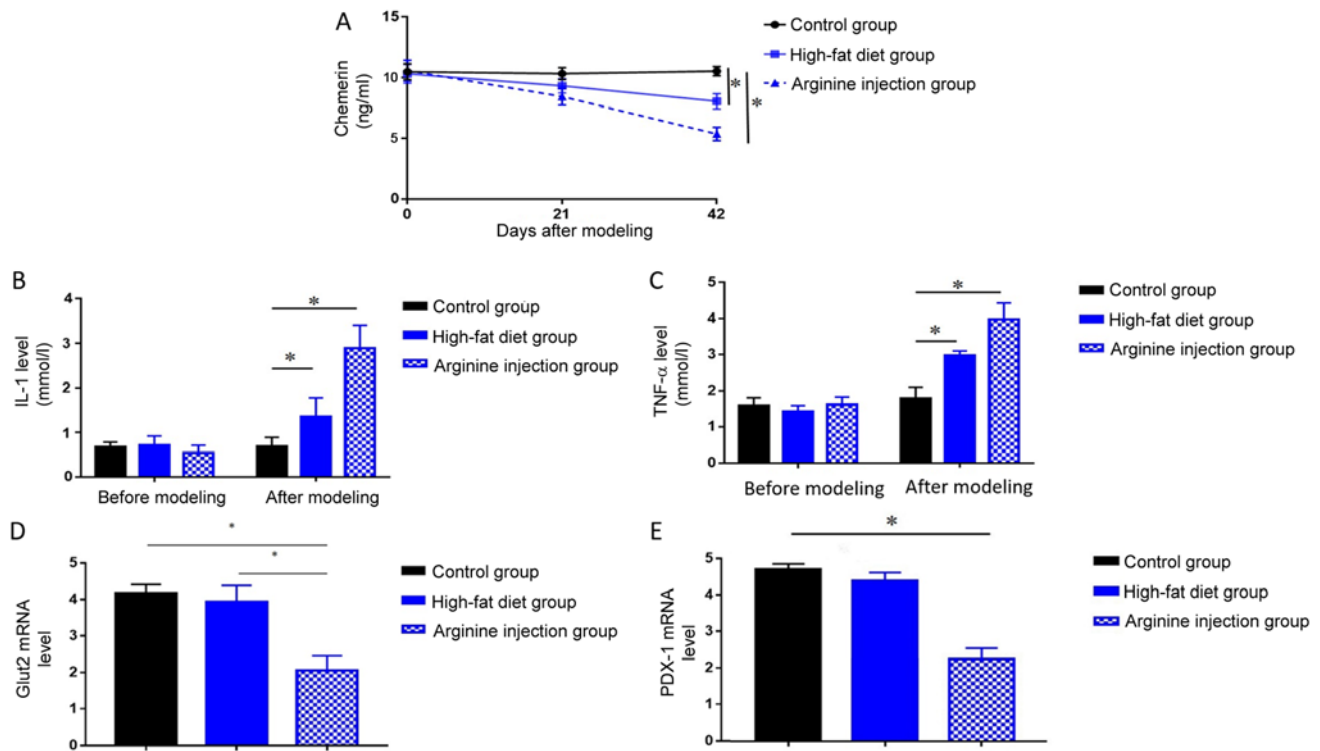 A
15
10
5
0
Chemerin
(ng/ml)
0 21 42
Days after modeling
*
*
Control group
High-fat diet group
Arginine injection group
B
4
3
2
1
0
IL-1 level
(mmol/l)
*
*
Before modeling After modeling
Control group
High-fat diet group
Arginine injection group
C
5
4
3
2
1
0
TNF-α level
(mmol/l)
*
*
Before modeling After modeling
Control group
High-fat diet group
Arginine injection group
D
5
4
3
2
1
0
Glut2 mRNA
level
*
*
Control group
High-fat diet group
Arginine injection group
E
5
4
3
2
1
0
PDX-1 mRNA
level
*
Control group
High-fat diet group
Arginine injection group